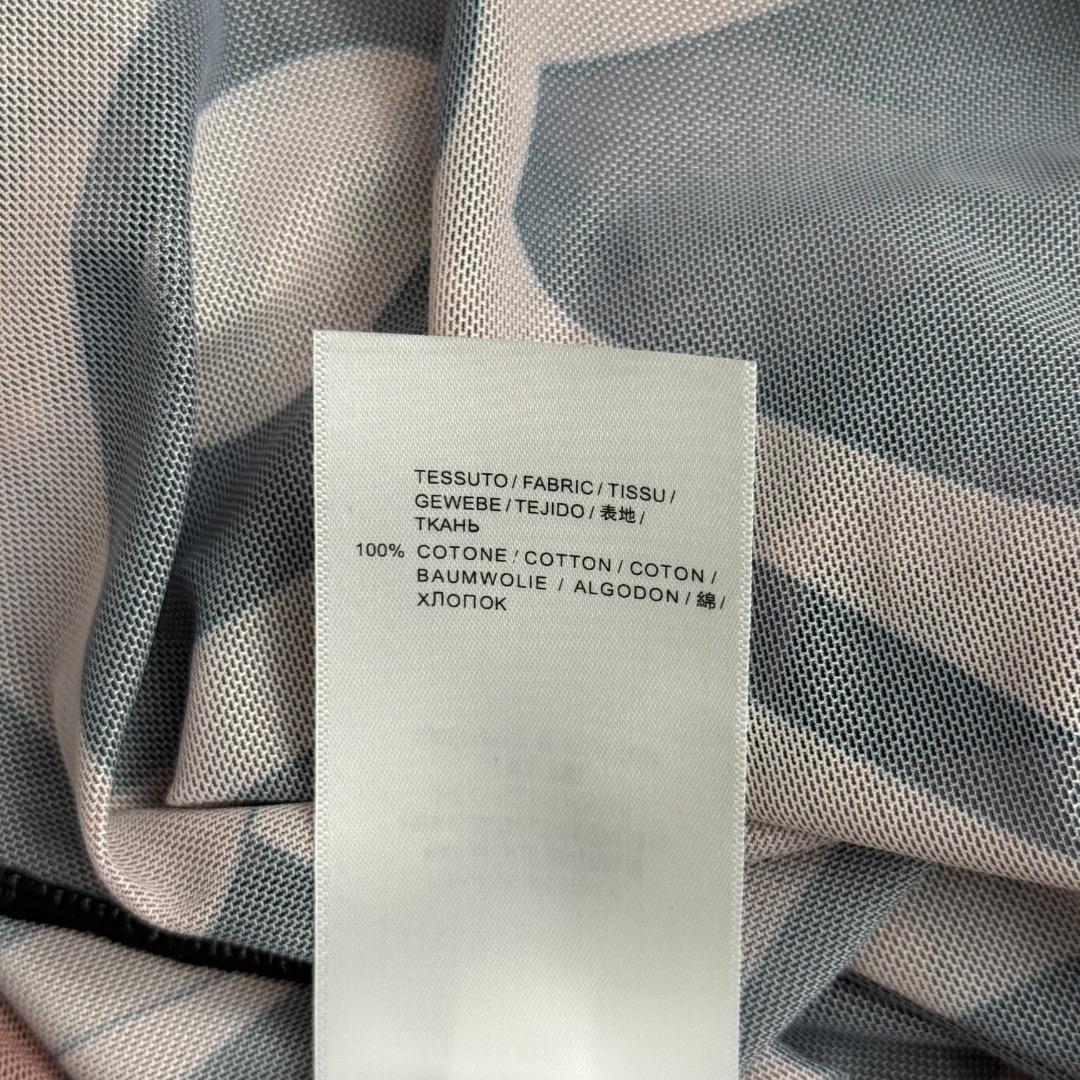 TESSUTO / FABRIC / TISSU /
GEWEBE / TEJIDO / 表地 /
ТКАНЬ
100% COTONE / COTTON / COTON /
BAUMWOLIE / ALGODON / 綿 /
ХЛОПОК